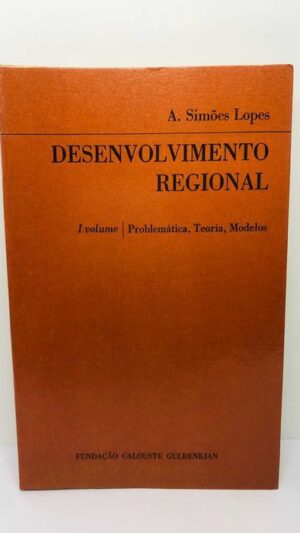 A. Simões Lopes
DESENVOLVIMENTO
REGIONAL
I volume | Problemática, Teoria, Modelos
FUNDAÇÃO CALOUSTE GULBENKIAN